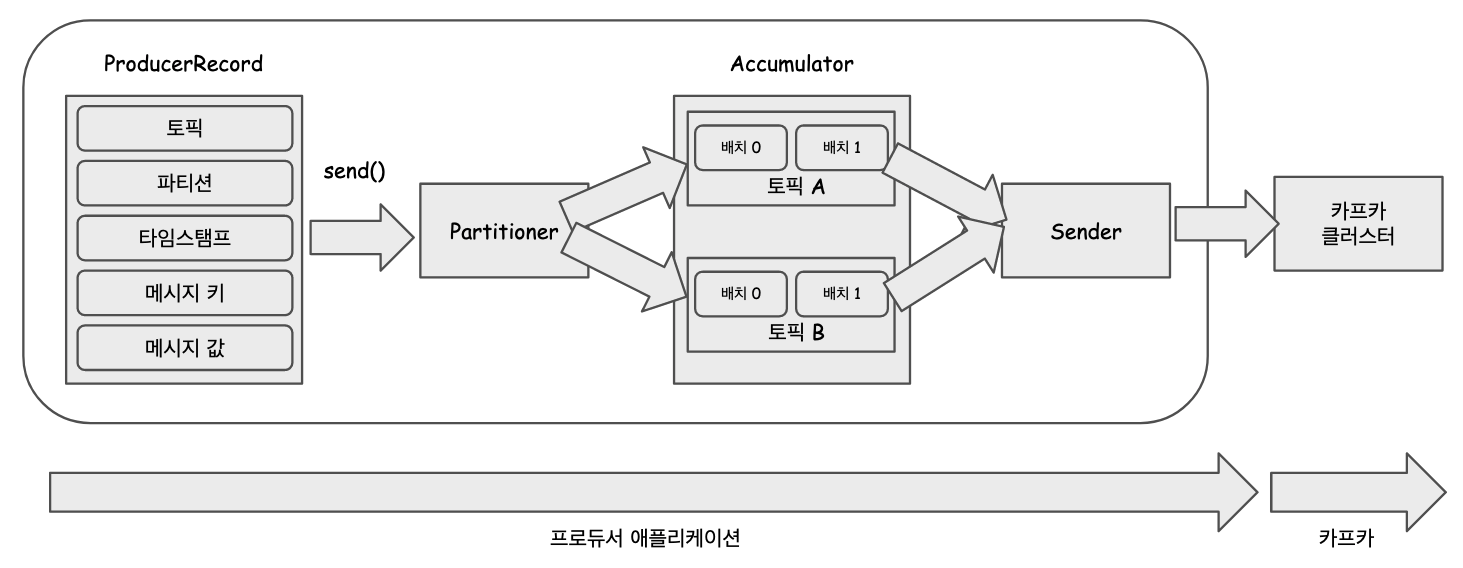 ProducerRecord
토픽
파티션
타임스탬프
메시지 키
메시지 값
send()
Partitioner
Accumulator
배치 0
배치 1
토픽 A
배치 0
배치 1
토픽 B
Sender
카프카
클러스터
프로듀서 애플리케이션
카프카